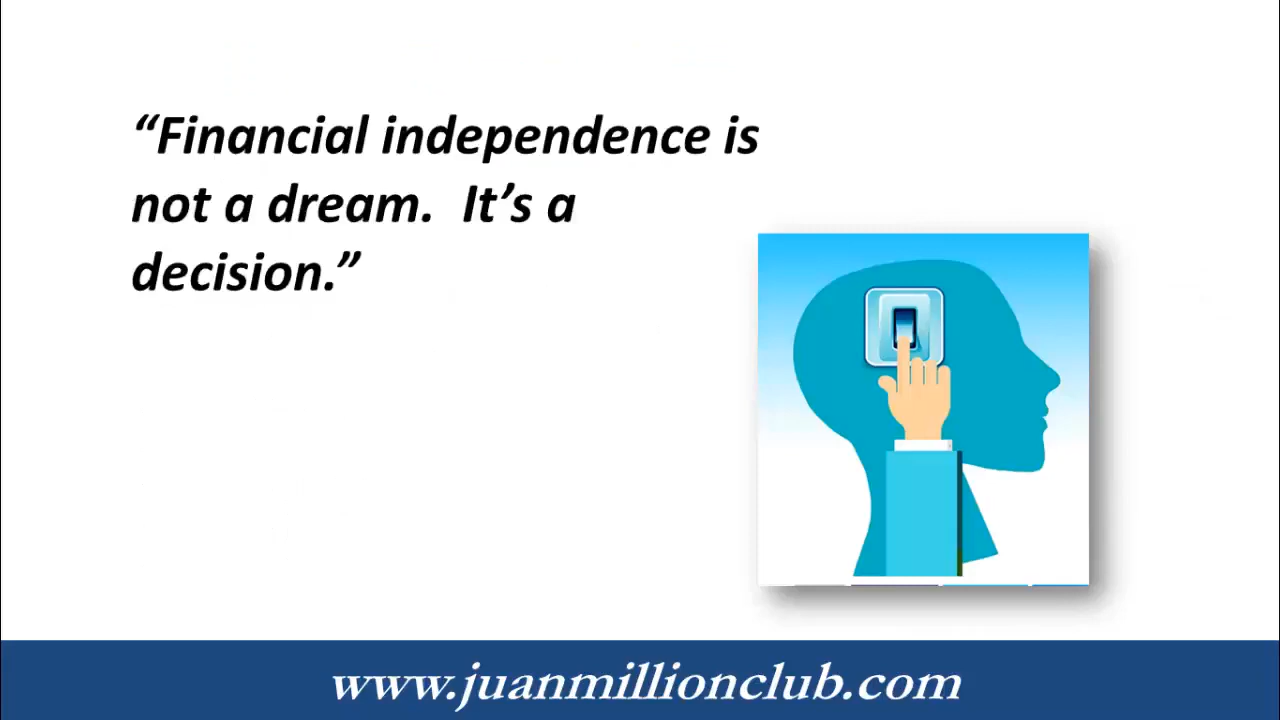 “Financial independence is
not a dream.  It’s a
decision.”
www.juanmillionclub.com